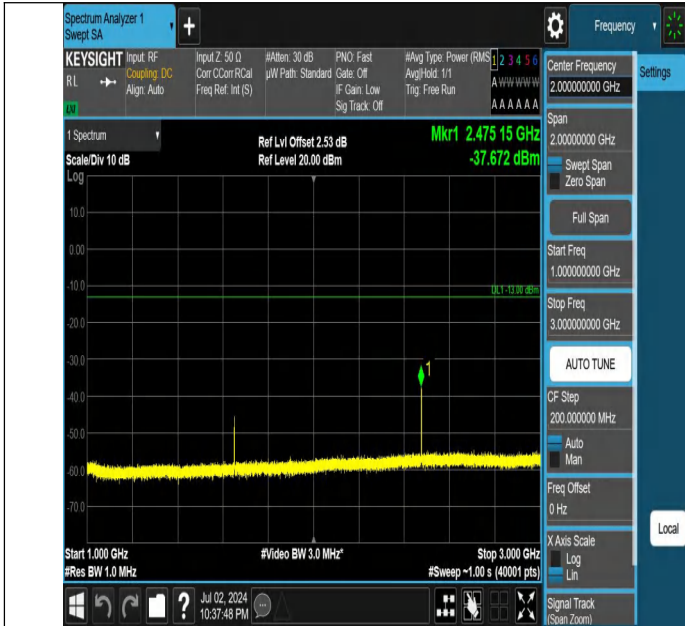 Spectrum Analyzer 1
Swept SA
+
Frequency
KEYSIGHT
RL
Input: RF
Coupling: DC
Align: Auto
Input Z: 50 Ω
Corr CCorr RCal
Freq Ref: Int (S)
#Atten: 30 dB
µW Path: Standard
PNO: Fast
Gate: Off
IF Gain: Low
Sig Track: Off
#Avg Type: Power (RMS
Avg|Hold: 1/1
Trig: Free Run
1 2 3 4 5 6
A W W W W W
A A A A A A
1 Spectrum
Scale/Div 10 dB
Ref Lvl Offset 2.53 dB
Ref Level 20.00 dBm
Mkr1 2.475 15 GHz
-37.672 dBm
Log
10.0
0.00
-10.0
DL1 -13.00 dBm
-20.0
-30.0
1
-40.0
-50.0
-60.0
-70.0
Start 1.000 GHz
#Video BW 3.0 MHz*
Stop 3.000 GHz
#Res BW 1.0 MHz
#Sweep ~1.00 s (40001 pts)
?
Jul 02, 2024
10:37:48 PM
Center Frequency
2.000000000 GHz
Settings
Span
2.00000000 GHz
Swept Span
Zero Span
Full Span
Start Freq
1.000000000 GHz
Stop Freq
3.000000000 GHz
AUTO TUNE
CF Step
200.000000 MHz
Auto
Man
Freq Offset
0 Hz
X Axis Scale
Log
Lin
Local
Signal Track
(Span Zoom)